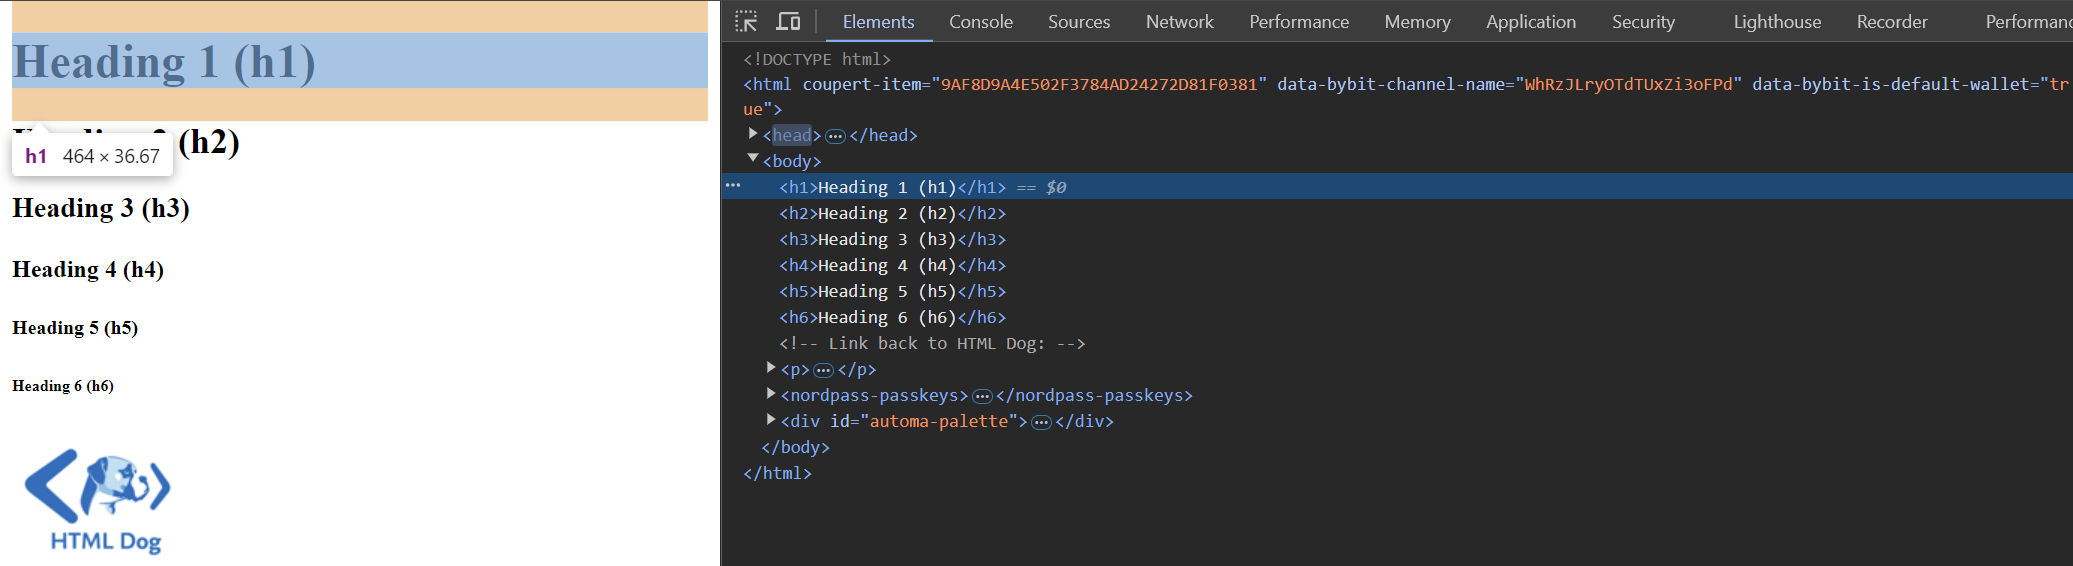 Heading 1 (h1)
(h2)
h1 464 × 36.67
Heading 3 (h3)
Heading 4 (h4)
Heading 5 (h5)
Heading 6 (h6)
HTML Dog
Elements Console Sources Network Performance Memory Application Security Lighthouse Recorder Performanc
<!DOCTYPE html>
<html coupert-item="9AF8D9A4E502F3784AD24272D81F0381" data-bybit-channel-name="WhRzJLryOTdTUxZi3oFPd" data-bybit-is-default-wallet="tr
ue">
<head>…</head>
<body>
<h1>Heading 1 (h1)</h1> == $0
<h2>Heading 2 (h2)</h2>
<h3>Heading 3 (h3)</h3>
<h4>Heading 4 (h4)</h4>
<h5>Heading 5 (h5)</h5>
<h6>Heading 6 (h6)</h6>
<!-- Link back to HTML Dog: -->
<p>…</p>
<nordpass-passkeys>…</nordpass-passkeys>
<div id="automa-palette">…</div>
</body>
</html>